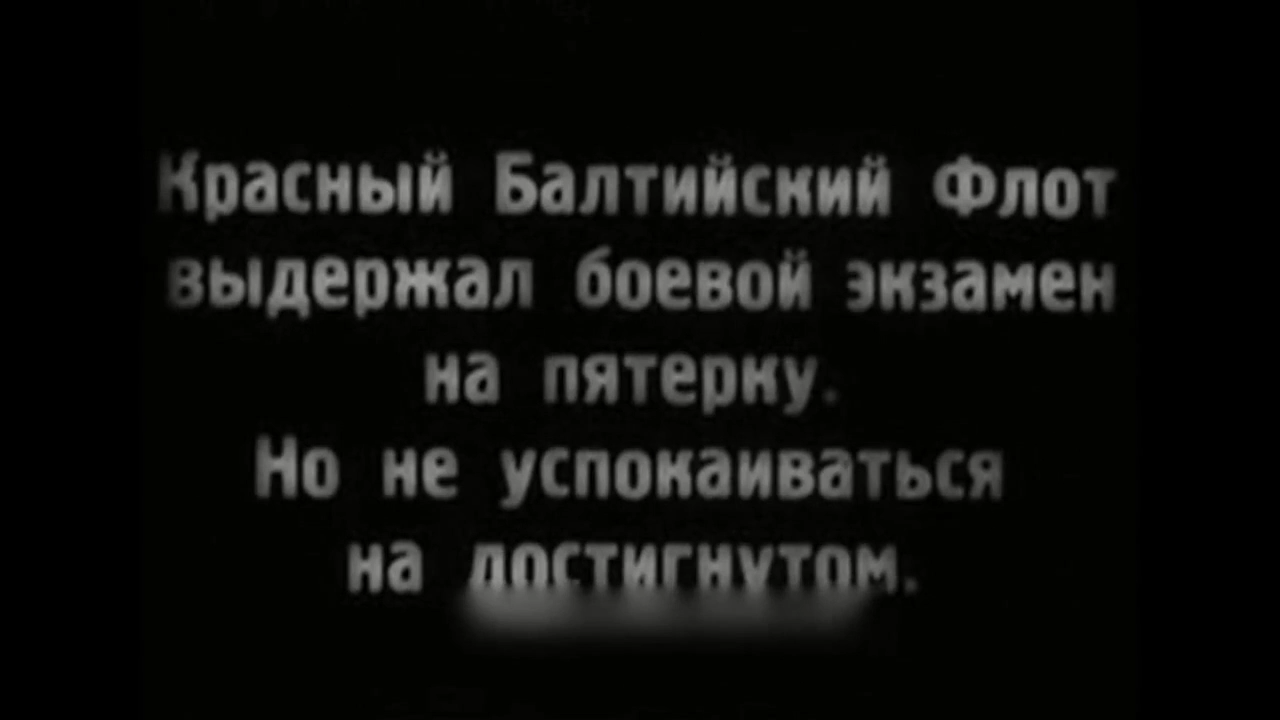 Красный Балтийский Флот
выдержал боевой экзамен
на пятерку.
Но не успокаиваться
на достигнутом.